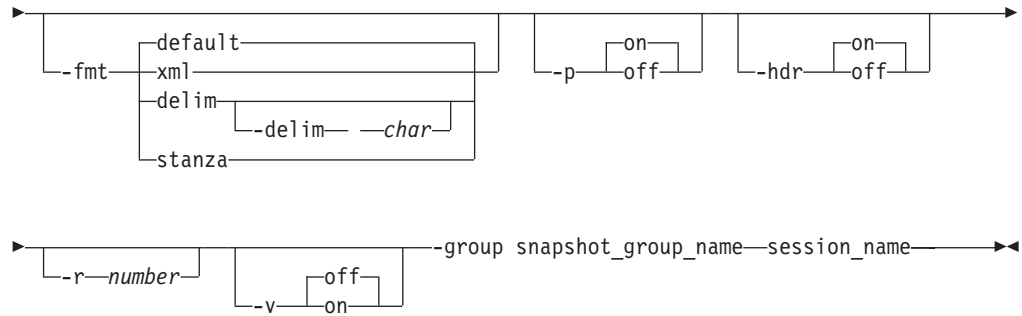 default
on
on
-fmt xml
-p off
-hdr off
delim
-delim char
stanza
-group snapshot_group_name session_name
-r number
off
-v on